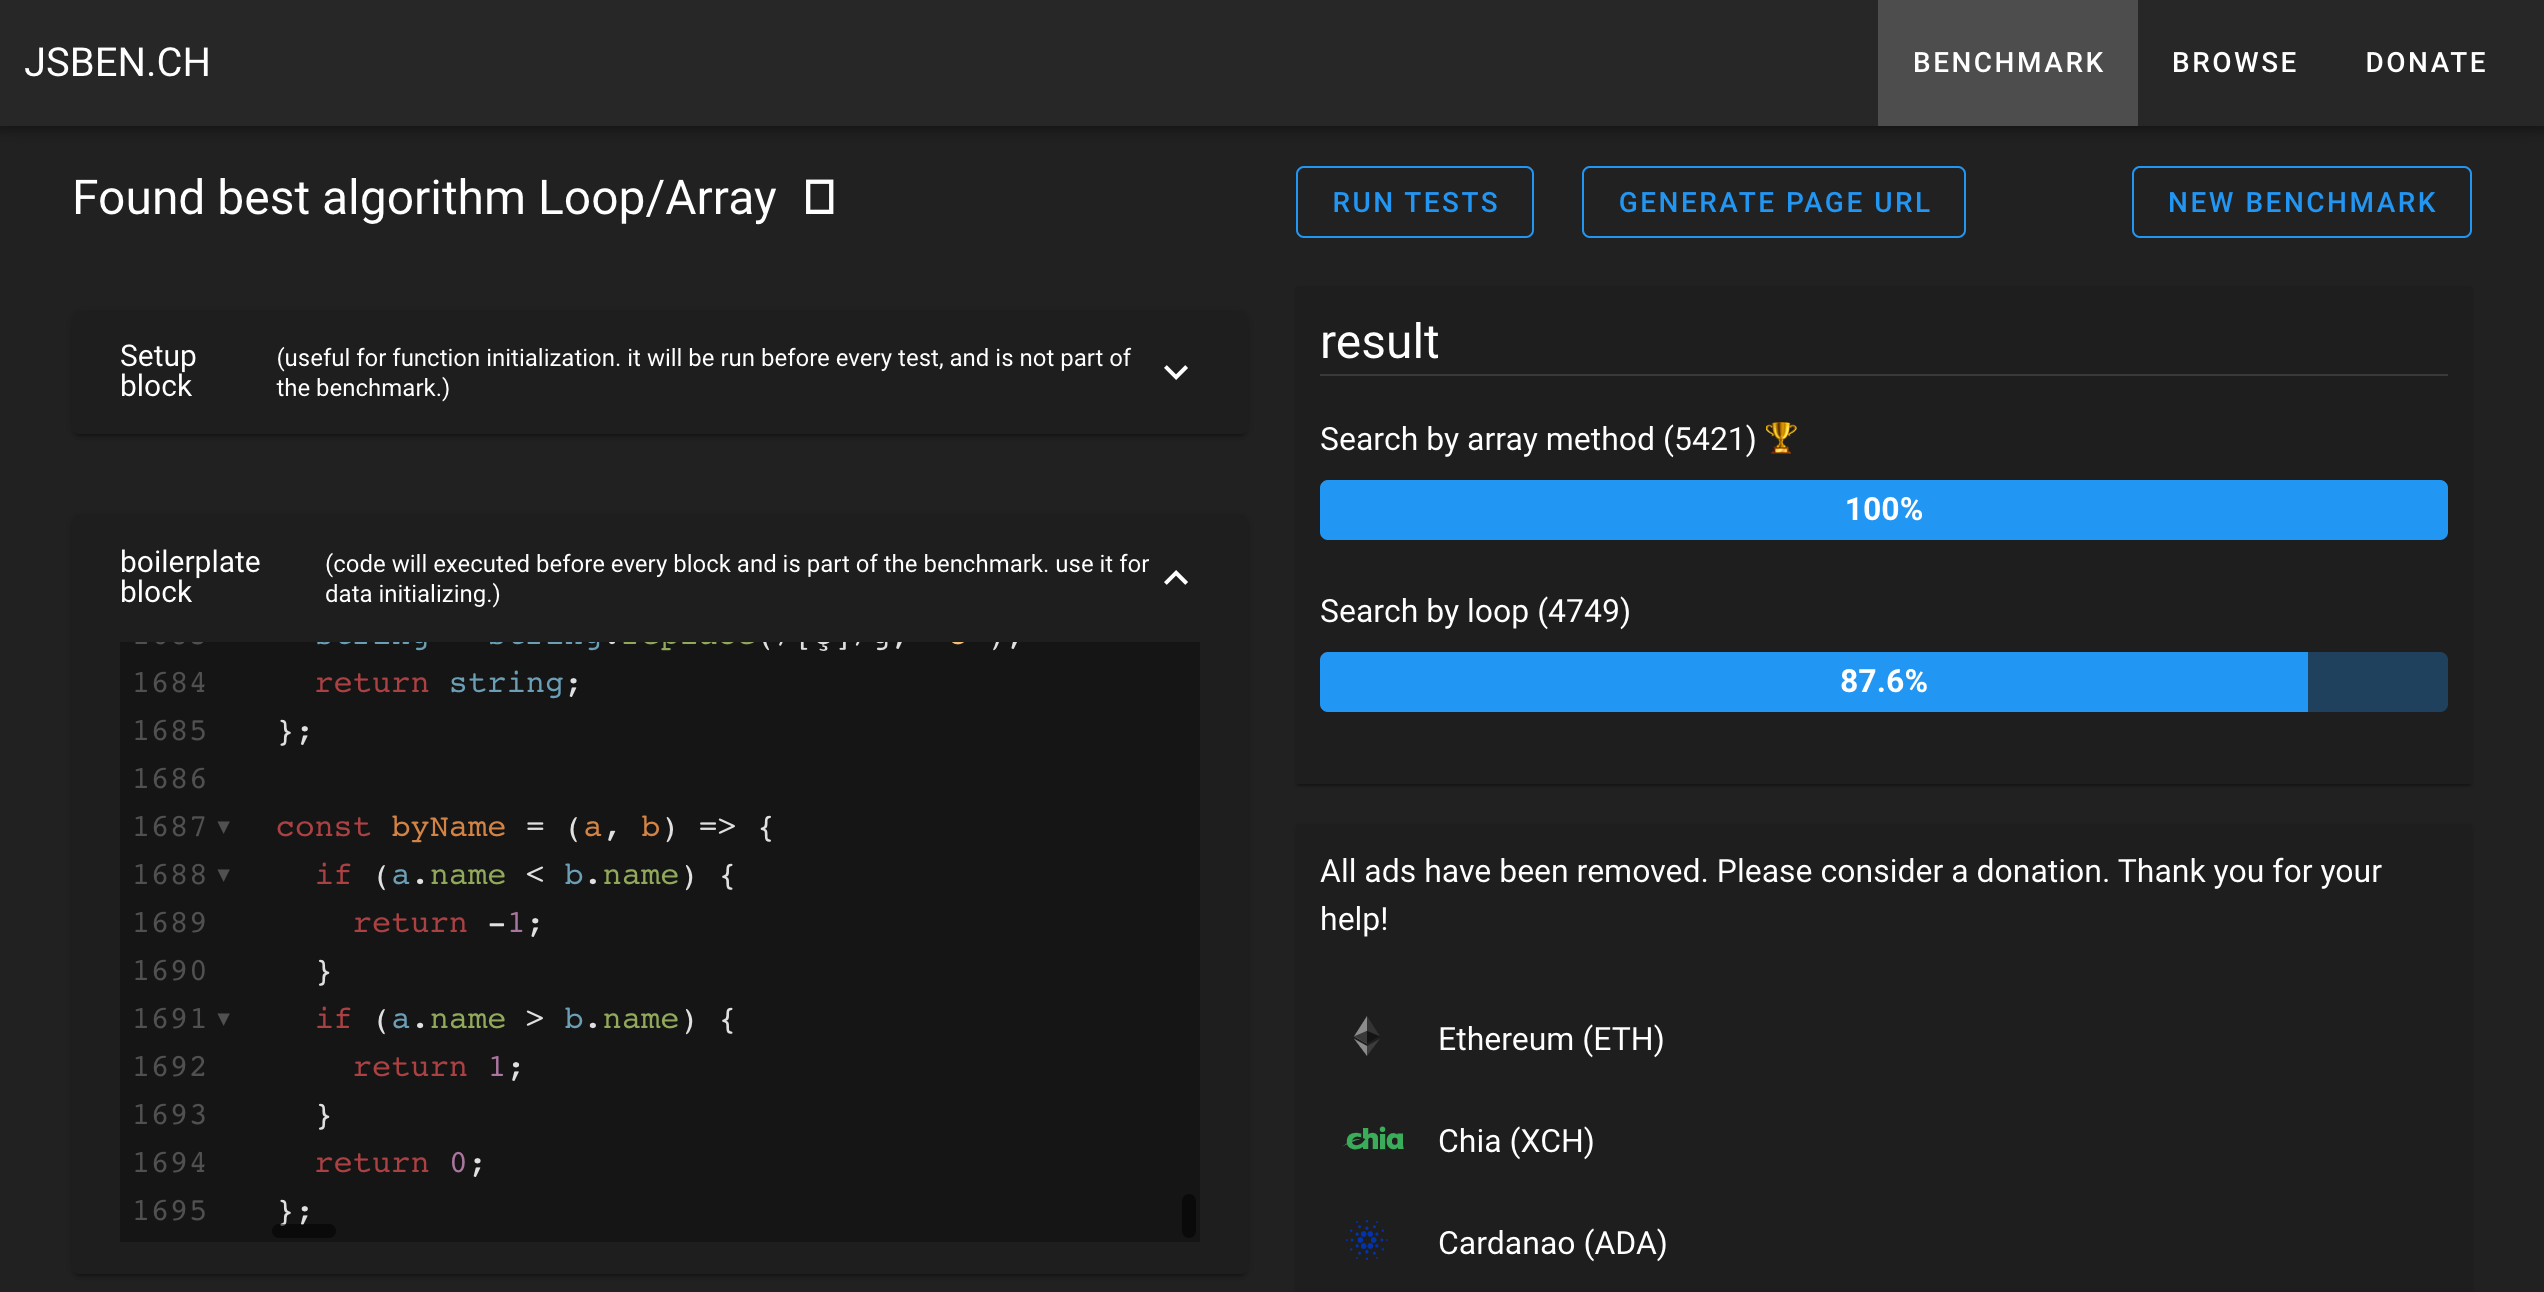 JSBEN.CH
BENCHMARK
BROWSE
DONATE
Found best algorithm Loop/Array
RUN TESTS
GENERATE PAGE URL
NEW BENCHMARK
Setup
block
(useful for function initialization. it will be run before every test, and is not part of
the benchmark.)
boilerplate
block
(code will executed before every block and is part of the benchmark. use it for
data initializing.)
1684 return string;
1685 };
1686
1687 const byName = (a, b) => {
1688 if (a.name < b.name) {
1689 return -1;
1690 }
1691 if (a.name > b.name) {
1692 return 1;
1693 }
1694 return 0;
1695 };
result
Search by array method (5421) 🏆
100%
Search by loop (4749)
87.6%
All ads have been removed. Please consider a donation. Thank you for your
help!
Ethereum (ETH)
chia
Chia (XCH)
Cardanao (ADA)